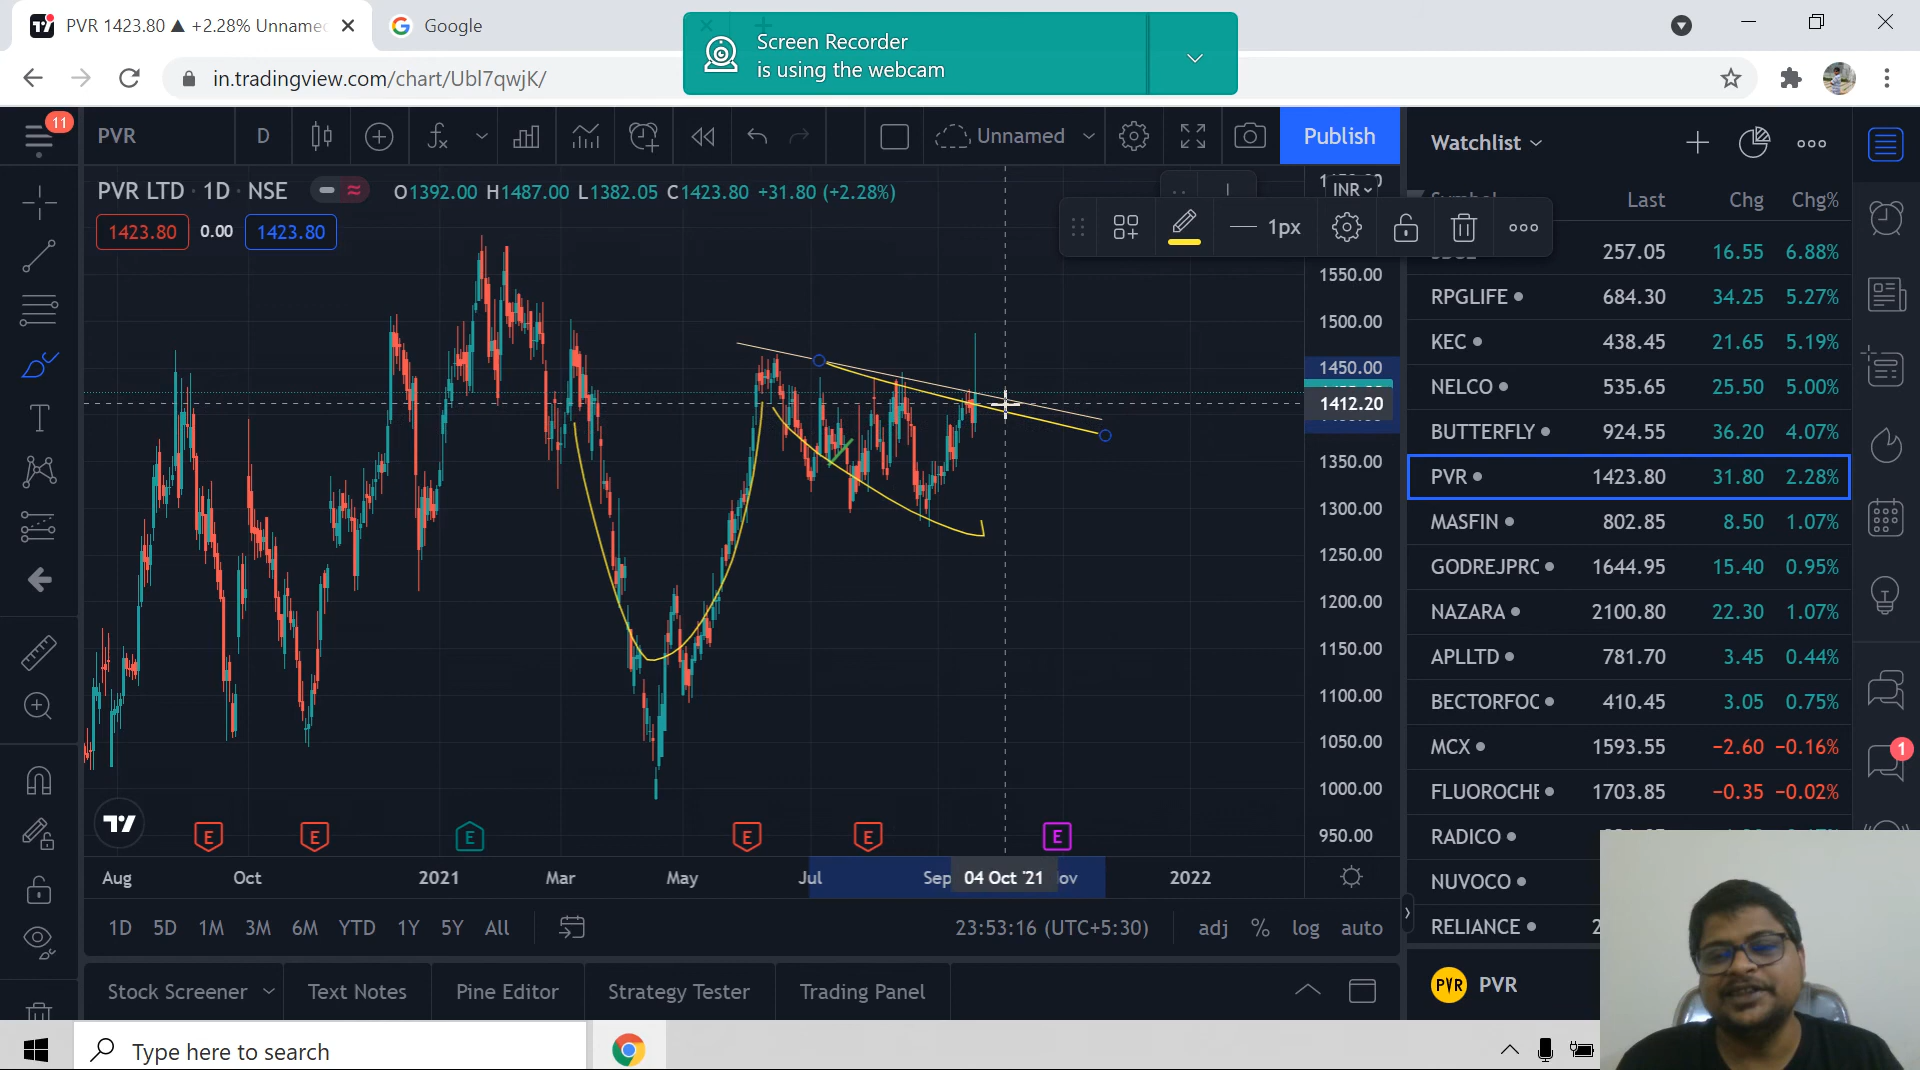 PVR 1423.80 ▲ +2.28% Unname
Google
Screen Recorder
is using the webcam
in.tradingview.com/chart/Ubl7qwjK/
11
PVR
D
Unnamed
Publish
Watchlist
PVR LTD · 1D · NSE
O1392.00 H1487.00 L1382.05 C1423.80 +31.80 (+2.28%)
INR
Last Chg Chg%
1423.80 0.00 1423.80
1px
257.05 16.55 6.88%
1550.00
RPGLIFE 684.30 34.25 5.27%
1500.00
KEC 438.45 21.65 5.19%
1450.00
NELCO 535.65 25.50 5.00%
1412.20
BUTTERFLY 924.55 36.20 4.07%
1350.00
PVR 1423.80 31.80 2.28%
1300.00
MASFIN 802.85 8.50 1.07%
1250.00
GODREJPRC 1644.95 15.40 0.95%
1200.00
NAZARA 2100.80 22.30 1.07%
1150.00
APLLTD 781.70 3.45 0.44%
1100.00
BECTORFOC 410.45 3.05 0.75%
1050.00
MCX 1593.55 −2.60 −0.16%
1
1000.00
FLUOROCHE 1703.85 −0.35 −0.02%
950.00
RADICO
E E E E E E
Aug Oct 2021 Mar May Jul Sep 04 Oct '21 ov 2022
NUVOCO
1D 5D 1M 3M 6M YTD 1Y 5Y All
23:53:16 (UTC+5:30) adj % log auto
RELIANCE 2
Stock Screener Text Notes Pine Editor Strategy Tester Trading Panel
PVR PVR
Type here to search